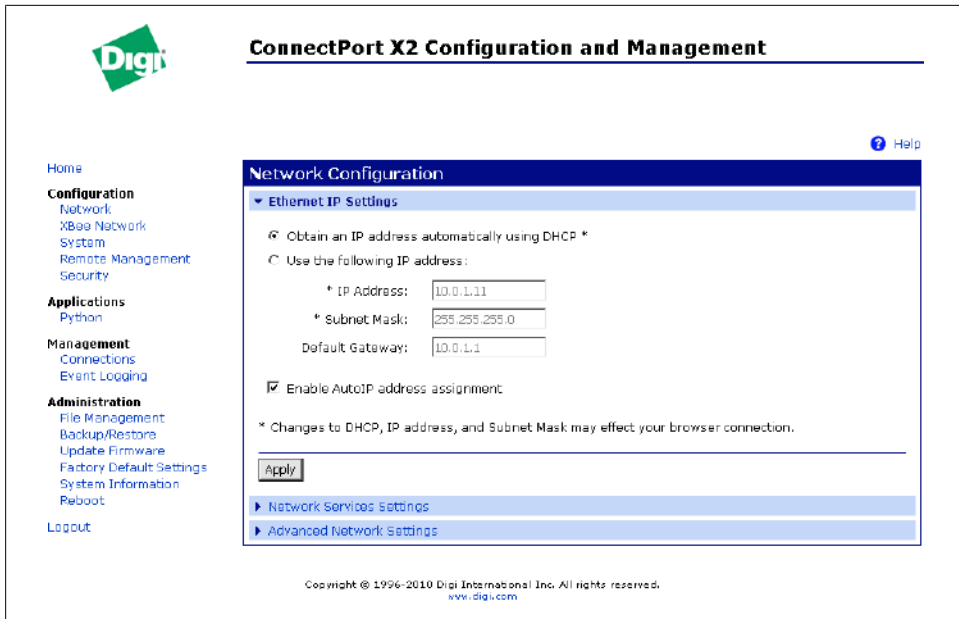 Digi
ConnectPort X2 Configuration and Management
Help
Home
Configuration
Network
XBee Network
System
Remote Management
Security
Applications
Python
Management
Connections
Event Logging
Administration
File Management
Backup/Restore
Update Firmware
Factory Default Settings
System Information
Reboot
Logout
Network Configuration
Ethernet IP Settings
Obtain an IP address automatically using DHCP *
Use the following IP address:
* IP Address: 10.0.1.11
* Subnet Mask: 255.255.255.0
Default Gateway: 10.0.1.1
Enable AutoIP address assignment
* Changes to DHCP, IP address, and Subnet Mask may effect your browser connection.
Apply
Network Services Settings
Advanced Network Settings
Copyright © 1996-2010 Digi International Inc. All rights reserved.
www.digi.com